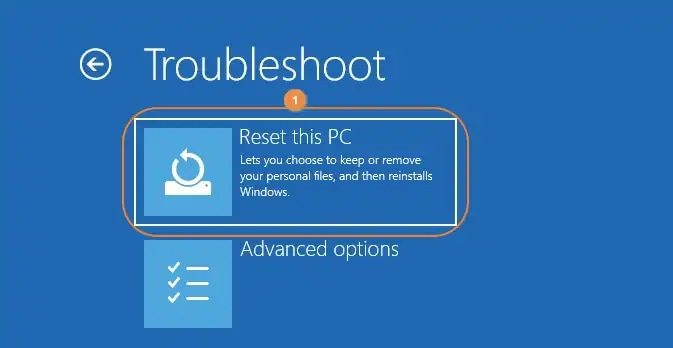 Troubleshoot
1
Reset this PC
Lets you choose to keep or remove
your personal files, and then reinstalls
Windows.
Advanced options